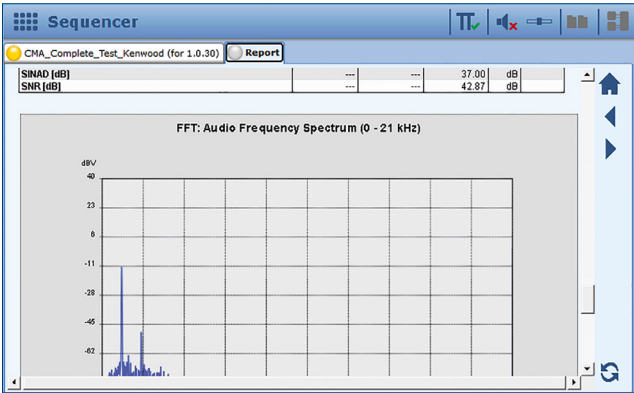 Sequencer
CMA_Complete_Test_Kenwood (for 1.0.30) Report
SINAD [dB] --- --- 37.00 dB
SNR [dB] --- --- 42.87 dB
FFT: Audio Frequency Spectrum (0 - 21 kHz)
dBV
40
23
6
-11
-28
-45
-62